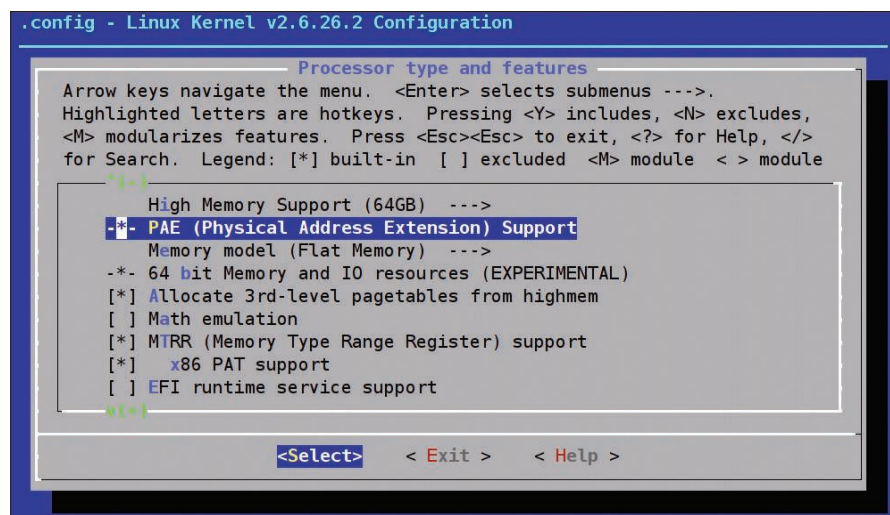 .config - Linux Kernel v2.6.26.2 Configuration
Processor type and features
Arrow keys navigate the menu.  <Enter> selects submenus --->.
Highlighted letters are hotkeys.  Pressing <Y> includes, <N> excludes,
<M> modularizes features.  Press <Esc><Esc> to exit, <?> for Help, </>
for Search.  Legend: [*] built-in  [ ] excluded  <M> module  < > module
^(-)
High Memory Support (64GB)  --->
-*- PAE (Physical Address Extension) Support
Memory model (Flat Memory)  --->
-*- 64 bit Memory and IO resources (EXPERIMENTAL)
[*] Allocate 3rd-level pagetables from highmem
[ ] Math emulation
[*] MTRR (Memory Type Range Register) support
[*]   x86 PAT support
[ ] EFI runtime service support
v(+)
<Select>    < Exit >    < Help >